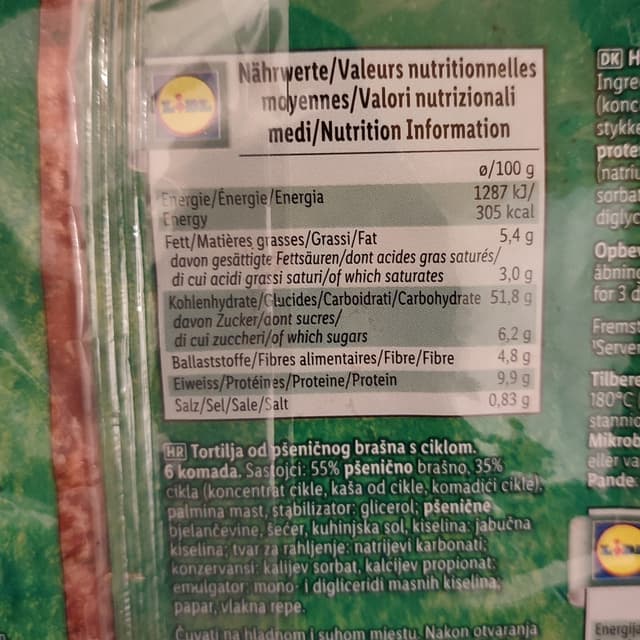 LIDL
Nährwerte/Valeurs nutritionnelles
moyennes/Valori nutrizionali
medi/Nutrition Information
ø/100 g
Energie/Énergie/Energia 1287 kJ/
Energy 305 kcal
Fett/Matières grasses/Grassi/Fat 5,4 g
davon gesättigte Fettsäuren/dont acides gras saturés/
di cui acidi grassi saturi/of which saturates 3,0 g
Kohlenhydrate/Glucides/Carboidrati/Carbohydrate 51,8 g
davon Zucker/dont sucres/
di cui zuccheri/of which sugars 6,2 g
Ballaststoffe/Fibres alimentaires/Fibre/Fibre 4,8 g
Eiweiss/Protéines/Proteine/Protein 9,9 g
Salz/Sel/Sale/Salt 0,83 g
HR Tortilja od pšeničnog brašna s ciklom.
6 komada. Sastojci: 55% pšenično brašno, 35%
cikla (koncentrat cikle, kaša od cikle, komadići cikle),
palmina mast, stabilizator: glicerol; pšenične
bjelančevine, šećer, kuhinjska sol, kiselina: jabučna
kiselina; tvar za rahljenje: natrijevi karbonati;
konzervansi: kalijev sorbat, kalcijev propionat;
emulgator: mono- i digliceridi masnih kiselina;
papar, vlakna repe.
Čuvati na hladnom i suhom mjestu. Nakon otvaranja
DK H
Ingre
(konc
stykke
prote
(natriu
sorba
diglyc
Opbev
åbning
for 3 d
Fremst
Server
Tilber
180°C
stannio
Mikrob
eller va
Pande:
LIDL
Energij